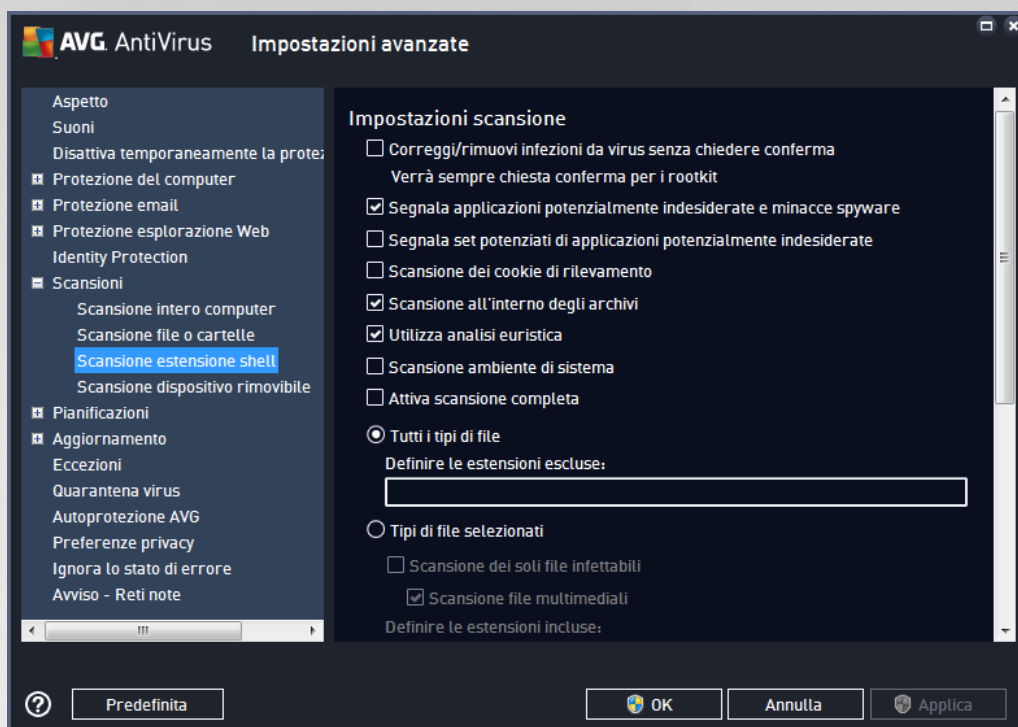 AVG AntiVirus Impostazioni avanzate
Aspetto
Suoni
Disattiva temporaneamente la protez
Protezione del computer
Protezione email
Protezione esplorazione Web
Identity Protection
Scansioni
Scansione intero computer
Scansione file o cartelle
Scansione estensione shell
Scansione dispositivo rimovibile
Pianificazioni
Aggiornamento
Eccezioni
Quarantena virus
Autoprotezione AVG
Preferenze privacy
Ignora lo stato di errore
Avviso - Reti note
Impostazioni scansione
Correggi/rimuovi infezioni da virus senza chiedere conferma
Verrà sempre chiesta conferma per i rootkit
Segnala applicazioni potenzialmente indesiderate e minacce spyware
Segnala set potenziati di applicazioni potenzialmente indesiderate
Scansione dei cookie di rilevamento
Scansione all'interno degli archivi
Utilizza analisi euristica
Scansione ambiente di sistema
Attiva scansione completa
Tutti i tipi di file
Definire le estensioni escluse:
Tipi di file selezionati
Scansione dei soli file infettabili
Scansione file multimediali
Definire le estensioni incluse:
Predefinita
OK
Annulla
Applica